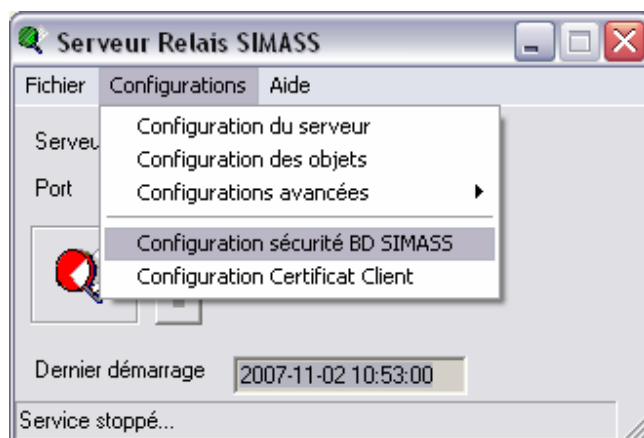 Serveur Relais SIMASS
Fichier Configurations Aide
Configuration du serveur
Configuration des objets
Configurations avancées
Configuration sécurité BD SIMASS
Configuration Certificat Client
Serveu
Port
Dernier démarrage 2007-11-02 10:53:00
Service stoppé...